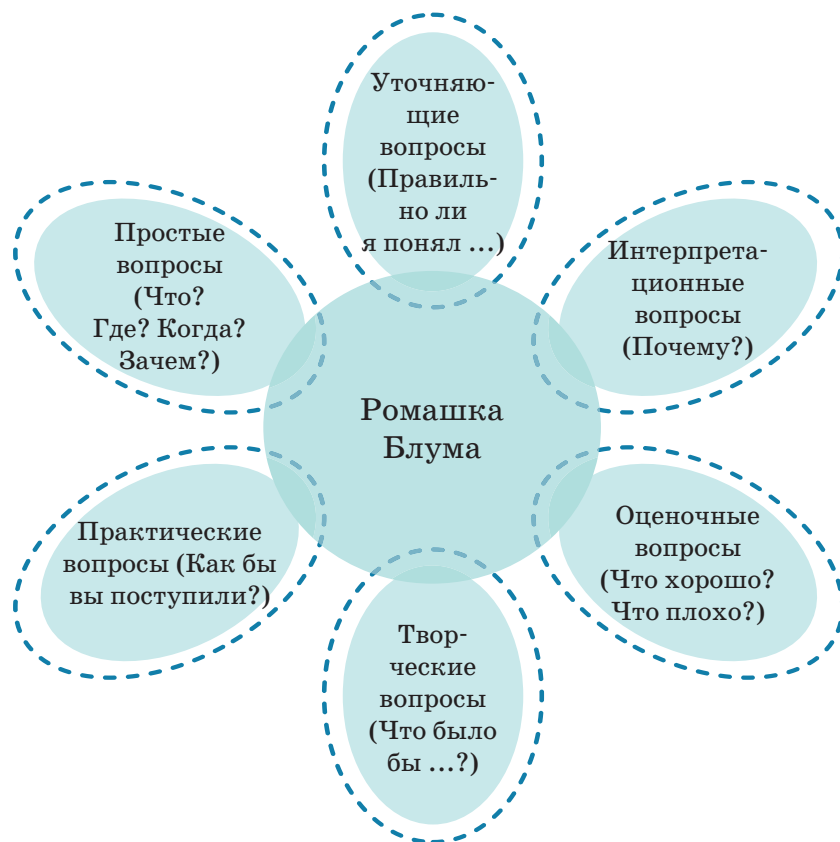 Уточняю-
щие
вопросы
(Правиль-
но ли
я понял ...)
Простые
вопросы
(Что?
Где? Когда?
Зачем?)
Интерпрета-
ционные
вопросы
(Почему?)
Ромашка
Блума
Практические
вопросы (Как бы
вы поступили?)
Оценочные
вопросы
(Что хорошо?
Что плохо?)
Твор-
ческие
вопросы
(Что было
бы ...?)